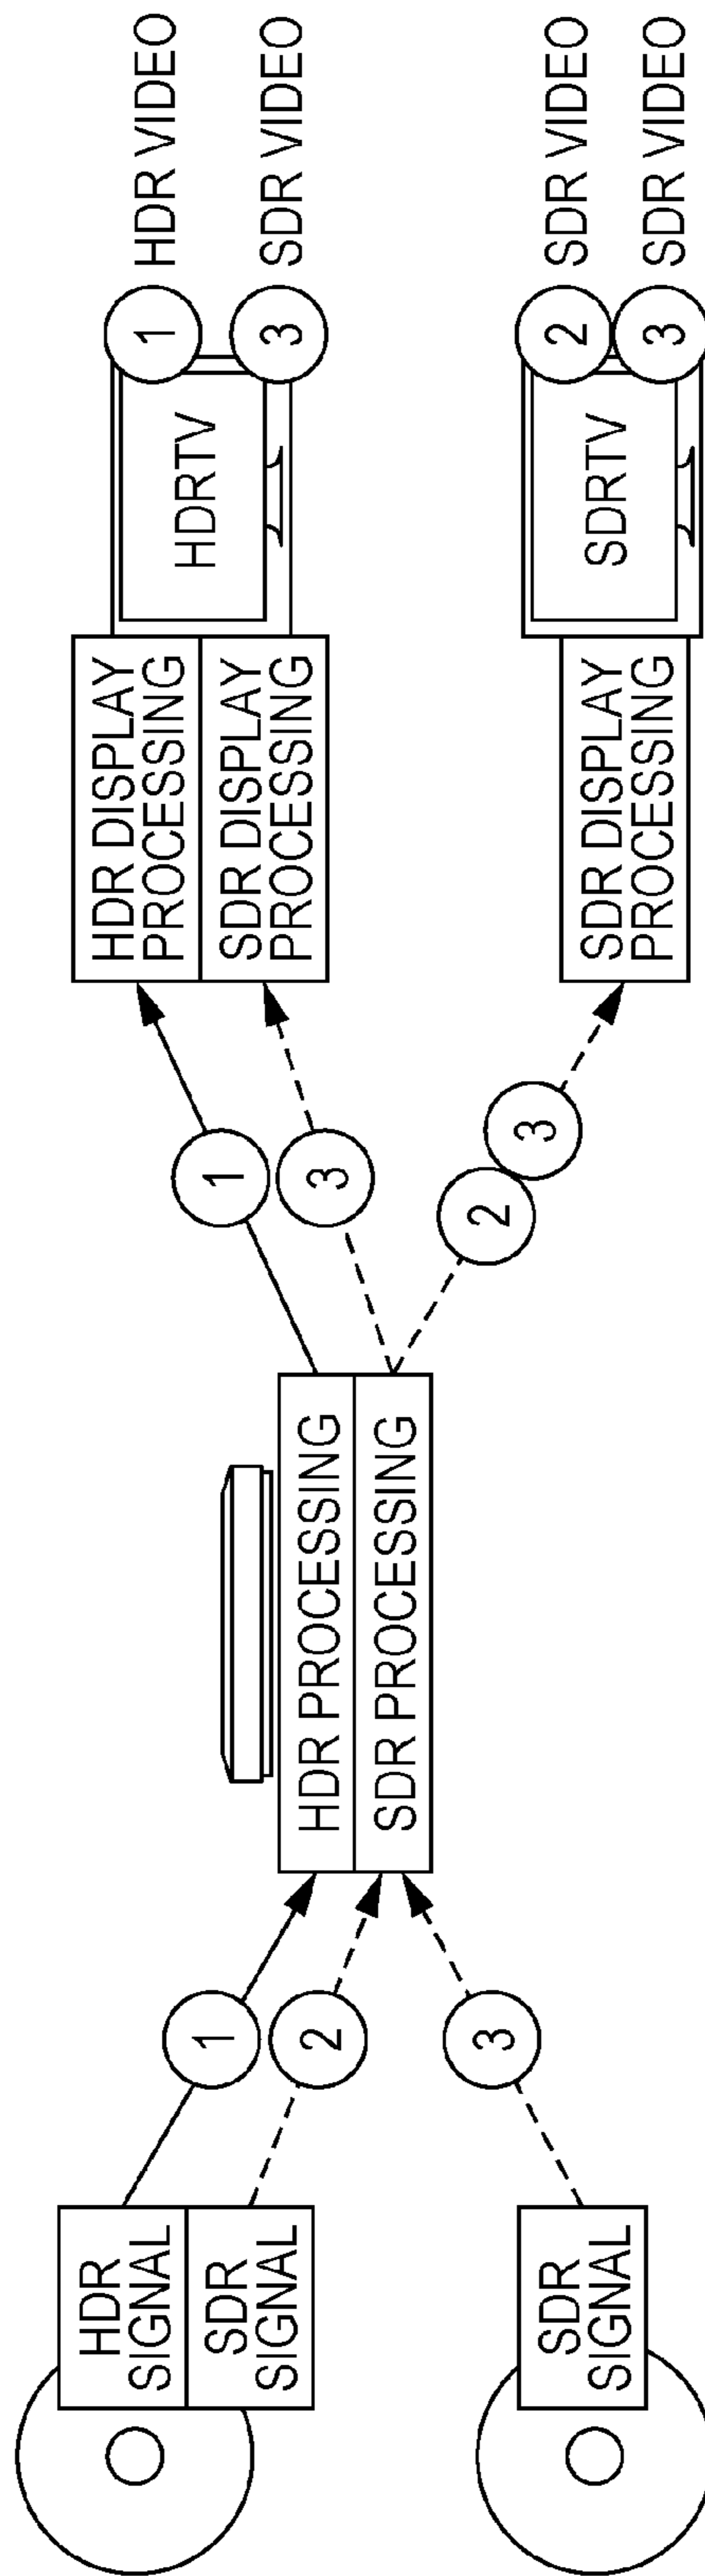 HDR
SIGNAL
SDR
SIGNAL
SDR
SIGNAL
1
2
3
HDR PROCESSING
SDR PROCESSING
1
3
2
3
HDR DISPLAY
PROCESSING
SDR DISPLAY
PROCESSING
SDR DISPLAY
PROCESSING
HDRTV
SDRTV
1
HDR VIDEO
3
SDR VIDEO
2
SDR VIDEO
3
SDR VIDEO